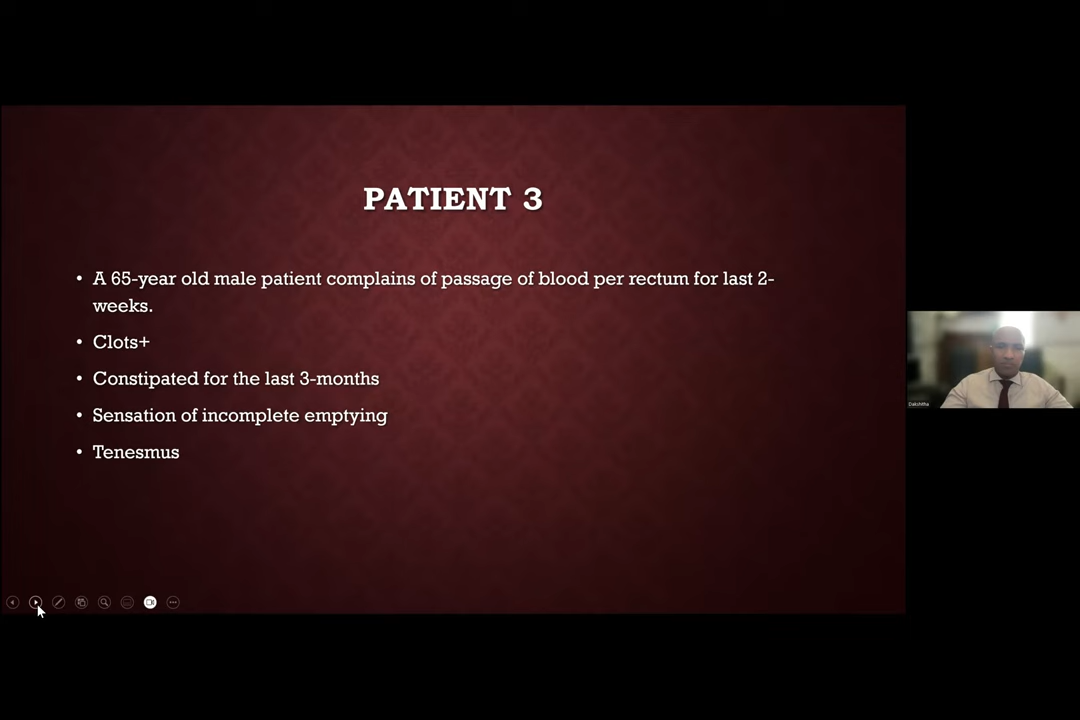 PATIENT 3
• A 65-year old male patient complains of passage of blood per rectum for last 2-
weeks.
• Clots+
• Constipated for the last 3-months
• Sensation of incomplete emptying
• Tenesmus
Dakshitha